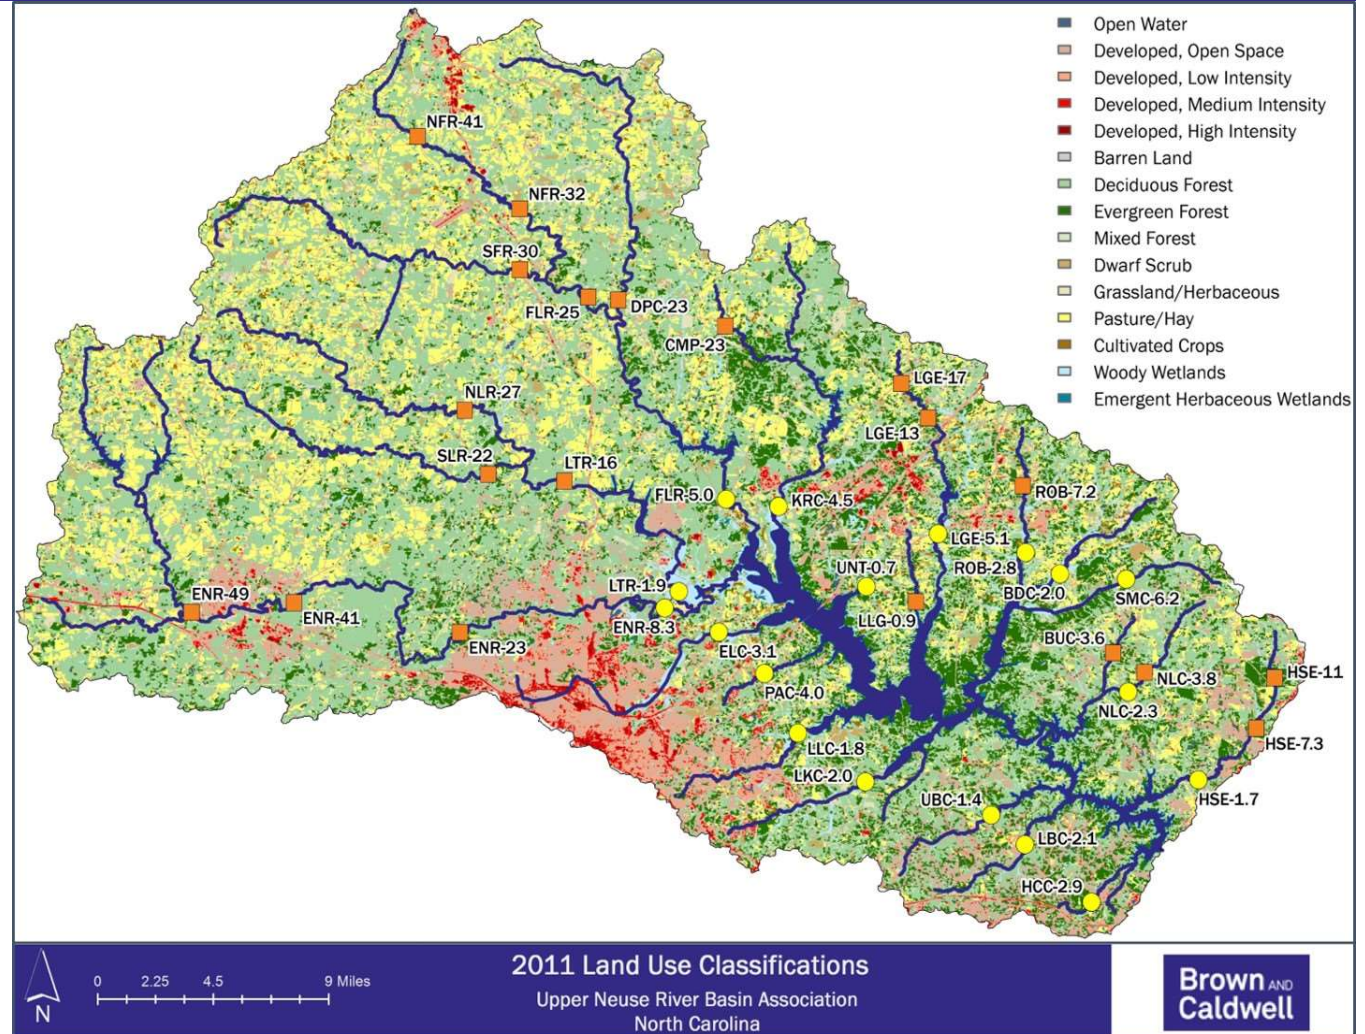 Open Water
Developed, Open Space
Developed, Low Intensity
Developed, Medium Intensity
Developed, High Intensity
Barren Land
Deciduous Forest
Evergreen Forest
Mixed Forest
Dwarf Scrub
Grassland/Herbaceous
Pasture/Hay
Cultivated Crops
Woody Wetlands
Emergent Herbaceous Wetlands
NFR-41
NFR-32
SFR-30
FLR-25
DPC-23
CMP-23
LGE-17
NLR-27
LGE-13
SLR-22
LTR-16
FLR-5.0
KRC-4.5
ROB-7.2
LGE-5.1
ROB-2.8
UNT-0.7
LTR-1.9
BDC-2.0
SMC-6.2
ENR-49
ENR-41
ENR-8.3
LLG-0.9
ENR-23
ELC-3.1
BUC-3.6
PAC-4.0
NLC-3.8
HSE-11
NLC-2.3
LLC-1.8
HSE-7.3
LKC-2.0
UBC-1.4
HSE-1.7
LBC-2.1
HCC-2.9
N
0 2.25 4.5 9 Miles
2011 Land Use Classifications
Upper Neuse River Basin Association
North Carolina
Brown AND
Caldwell